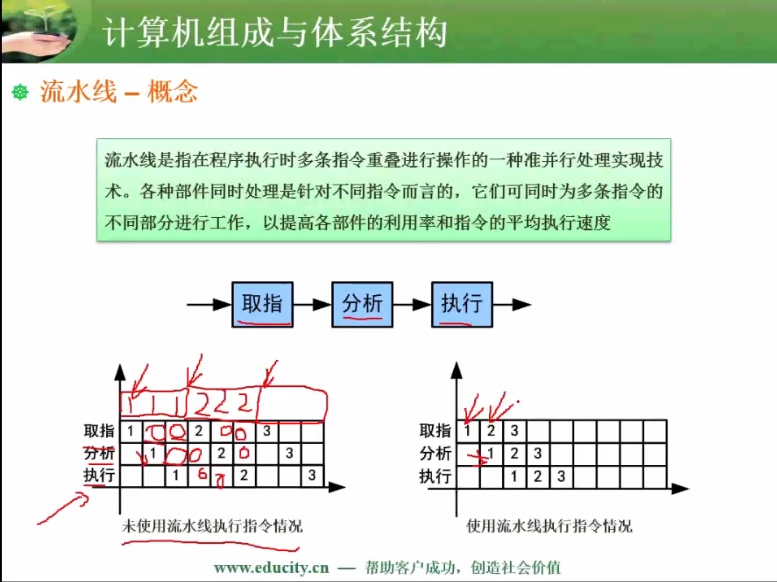 计算机组成与体系结构
流水线 – 概念
流水线是指在程序执行时多条指令重叠进行操作的一种准并行处理实现技
术。各种部件同时处理是针对不同指令而言的，它们可同时为多条指令的
不同部分进行工作，以提高各部件的利用率和指令的平均执行速度
取指 分析 执行
1 1 1 2 2 2
取指 1 0 0 2 0 0 3
分析 1 0 0 2 0 3
执行 1 2 3
未使用流水线执行指令情况
取指 1 2 3
分析 1 2 3
执行 1 2 3
使用流水线执行指令情况
www.educity.cn — 帮助客户成功，创造社会价值